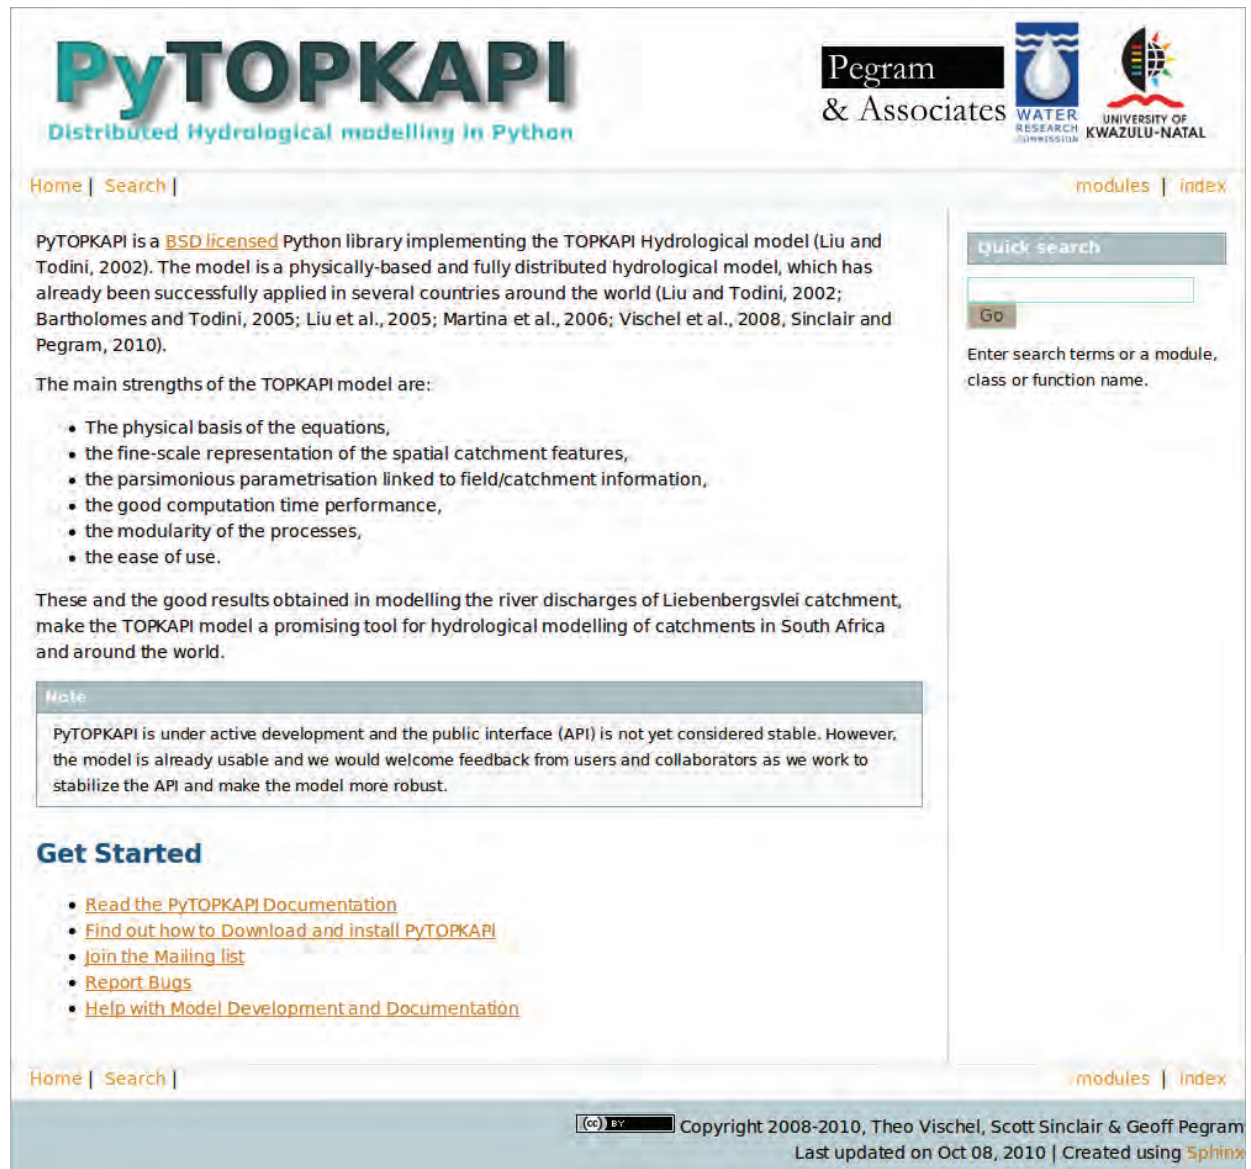 PyTOPKAPI
Distributed Hydrological modelling in Python
Pegram
& Associates
WATER
RESEARCH
COMMISSION
UNIVERSITY OF
KWAZULU-NATAL
Home | Search |
modules | index
PyTOPKAPI is a BSD licensed Python library implementing the TOPKAPI Hydrological model (Liu and
Todini, 2002). The model is a physically-based and fully distributed hydrological model, which has
already been successfully applied in several countries around the world (Liu and Todini, 2002;
Bartholomes and Todini, 2005; Liu et al., 2005; Martina et al., 2006; Vischel et al., 2008, Sinclair and
Pegram, 2010).
The main strengths of the TOPKAPI model are:
• The physical basis of the equations,
• the fine-scale representation of the spatial catchment features,
• the parsimonious parametrisation linked to field/catchment information,
• the good computation time performance,
• the modularity of the processes,
• the ease of use.
These and the good results obtained in modelling the river discharges of Liebenbergsvlei catchment,
make the TOPKAPI model a promising tool for hydrological modelling of catchments in South Africa
and around the world.
Note
PyTOPKAPI is under active development and the public interface (API) is not yet considered stable. However,
the model is already usable and we would welcome feedback from users and collaborators as we work to
stabilize the API and make the model more robust.
Get Started
• Read the PyTOPKAPI Documentation
• Find out how to Download and install PyTOPKAPI
• Join the Mailing list
• Report Bugs
• Help with Model Development and Documentation
Quick search
Go
Enter search terms or a module,
class or function name.
Home | Search |
modules | index
(cc) BY Copyright 2008-2010, Theo Vischel, Scott Sinclair & Geoff Pegram
Last updated on Oct 08, 2010 | Created using Sphinx